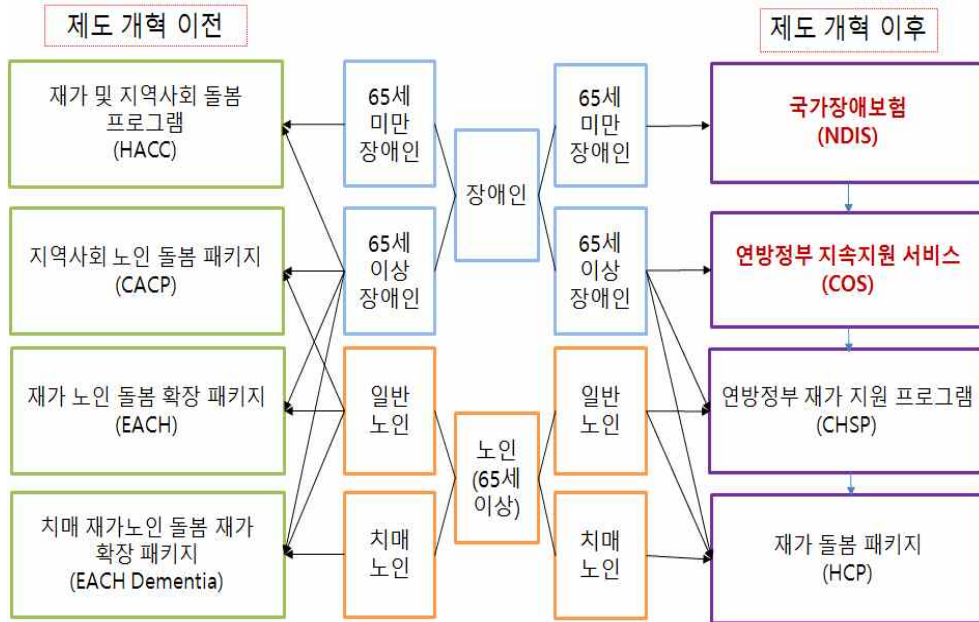 제도 개혁 이전
제도 개혁 이후
재가 및 지역사회 돌봄
프로그램
(HACC)
65세
미만
장애인
65세
미만
장애인
국가장애보험
(NDIS)
장애인
지역사회 노인 돌봄 패키지
(CACP)
65세
이상
장애인
65세
이상
장애인
연방정부 지속지원 서비스
(COS)
재가 노인 돌봄 확장 패키지
(EACH)
일반
노인
일반
노인
연방정부 재가 지원 프로그램
(CHSP)
노인
(65세
이상)
치매 재가노인 돌봄 재가
확장 패키지
(EACH Dementia)
치매
노인
치매
노인
재가 돌봄 패키지
(HCP)